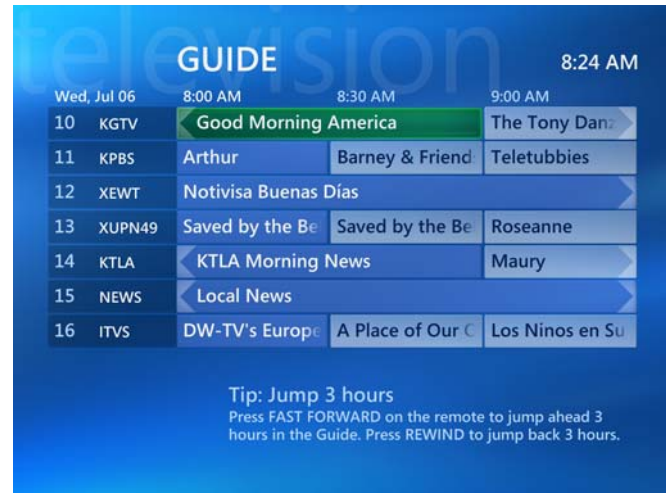 television
GUIDE 8:24 AM
Wed, Jul 06 8:00 AM 8:30 AM 9:00 AM
10 KGTV Good Morning America The Tony Danz
11 KPBS Arthur Barney & Friend Teletubbies
12 XEWT Notivisa Buenas Días
13 XUPN49 Saved by the Be Saved by the Be Roseanne
14 KTLA KTLA Morning News Maury
15 NEWS Local News
16 ITVS DW-TV's Europe A Place of Our C Los Ninos en Su
Tip: Jump 3 hours
Press FAST FORWARD on the remote to jump ahead 3
hours in the Guide. Press REWIND to jump back 3 hours.